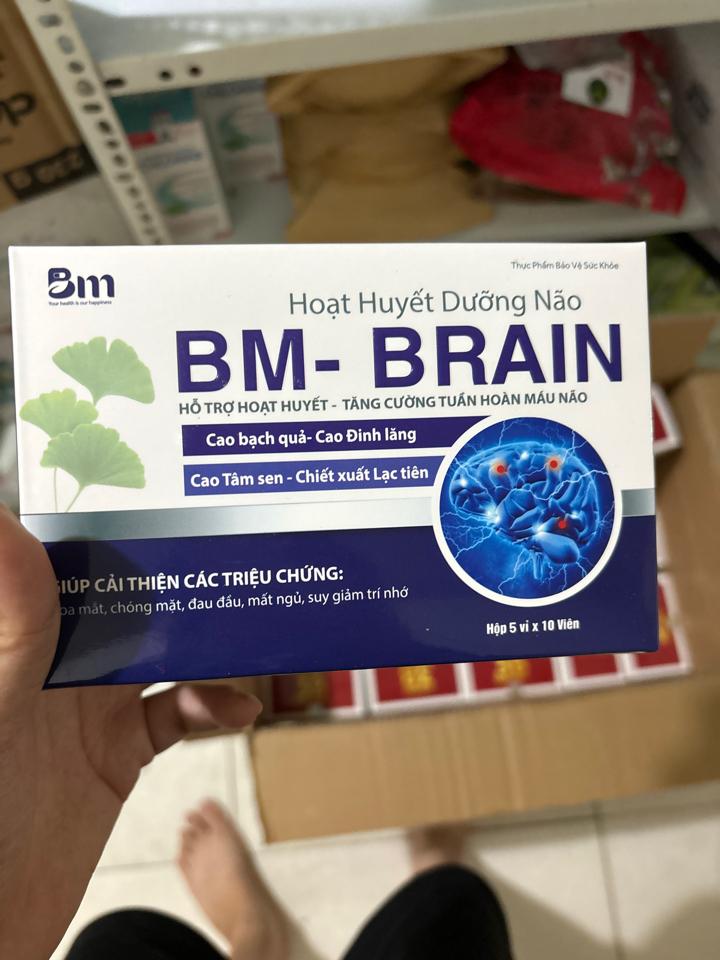 Bm
Your health is our happiness
Thực Phẩm Bảo Vệ Sức Khỏe
Hoạt Huyết Dưỡng Não
BM- BRAIN
HỖ TRỢ HOẠT HUYẾT - TĂNG CƯỜNG TUẦN HOÀN MÁU NÃO
Cao bạch quả- Cao Đinh lăng
Cao Tâm sen - Chiết xuất Lạc tiên
GIÚP CẢI THIỆN CÁC TRIỆU CHỨNG:
mắt, chóng mặt, đau đầu, mất ngủ, suy giảm trí nhớ
Hộp 5 vỉ x 10 Viên